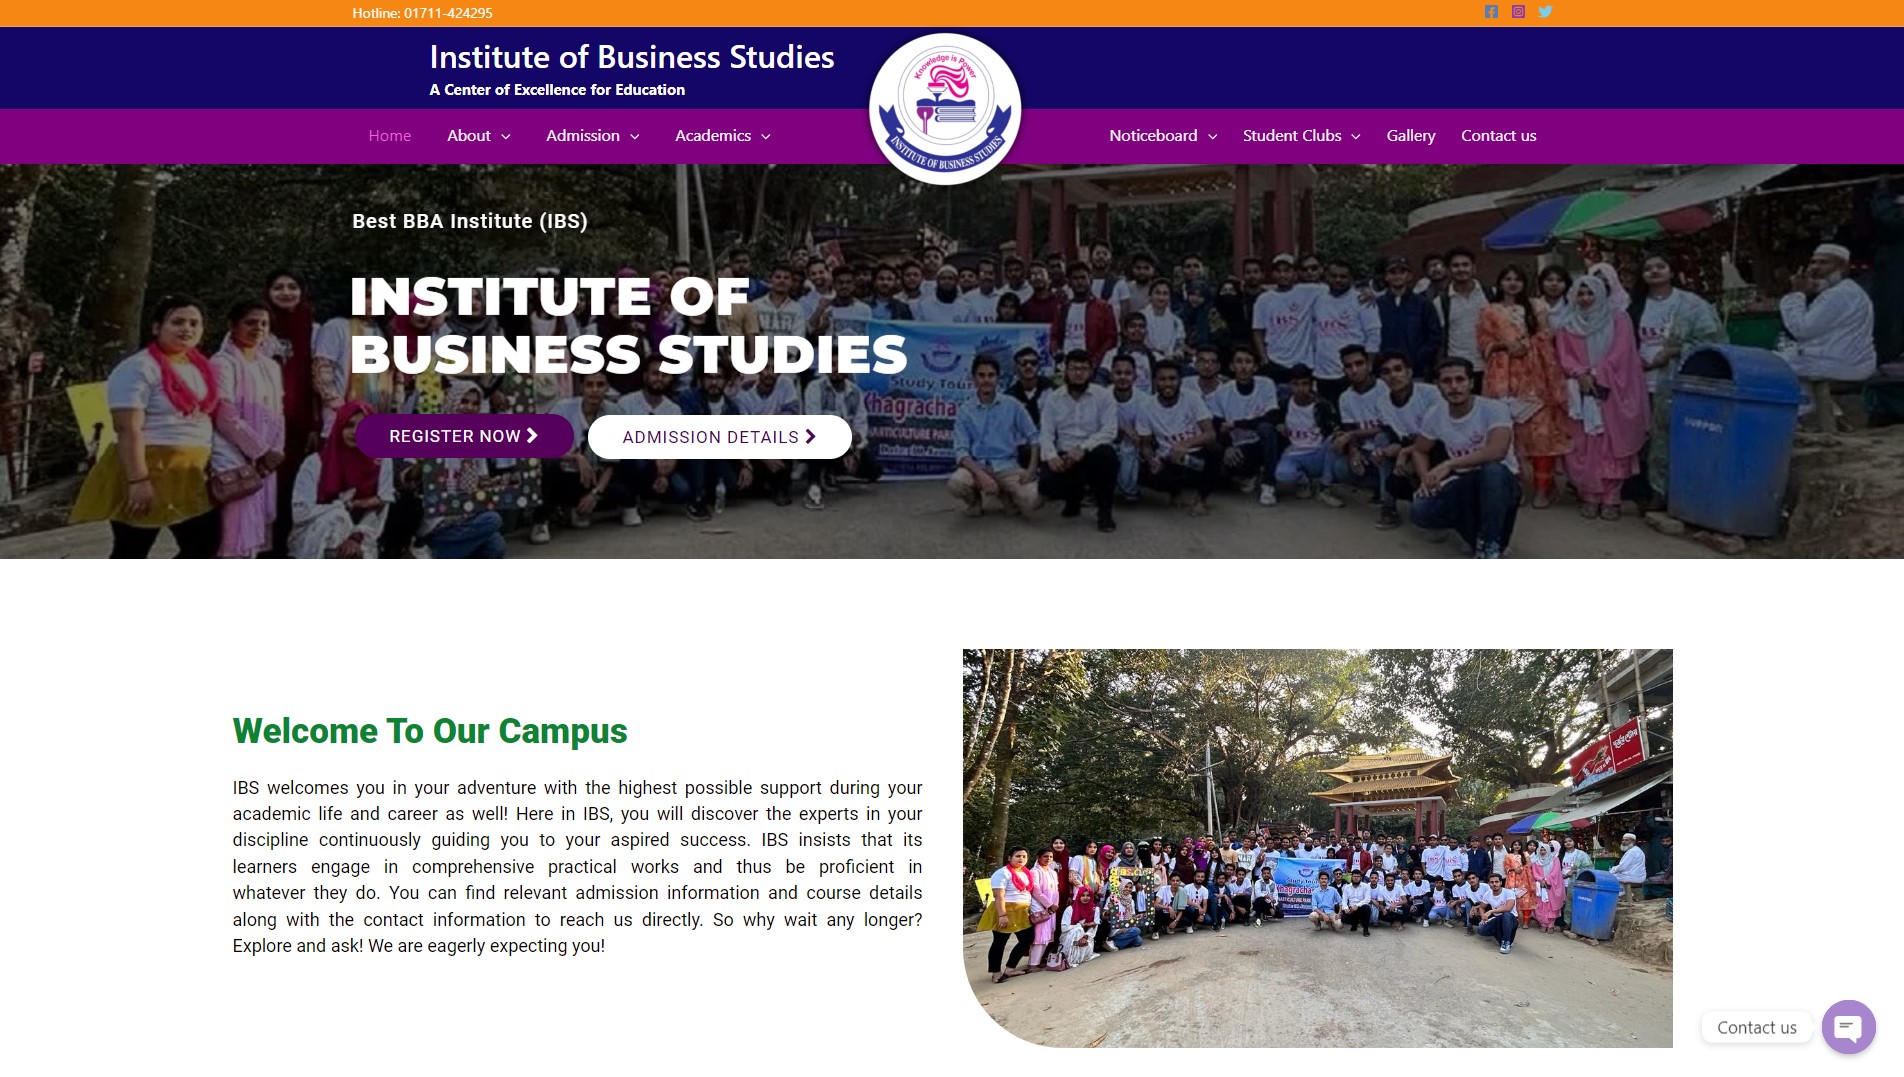 Hotline: 01711-424295
Institute of Business Studies
A Center of Excellence for Education
Knowledge is Power
INSTITUTE OF BUSINESS STUDIES
Home
About
Admission
Academics
Noticeboard
Student Clubs
Gallery
Contact us
Best BBA Institute (IBS)
INSTITUTE OF
BUSINESS STUDIES
Study Tour
REGISTER NOW
ADMISSION DETAILS
Welcome To Our Campus
IBS welcomes you in your adventure with the highest possible support during your
academic life and career as well! Here in IBS, you will discover the experts in your
discipline continuously guiding you to your aspired success. IBS insists that its
learners engage in comprehensive practical works and thus be proficient in
whatever they do. You can find relevant admission information and course details
along with the contact information to reach us directly. So why wait any longer?
Explore and ask! We are eagerly expecting you!
Study Tour
Contact us